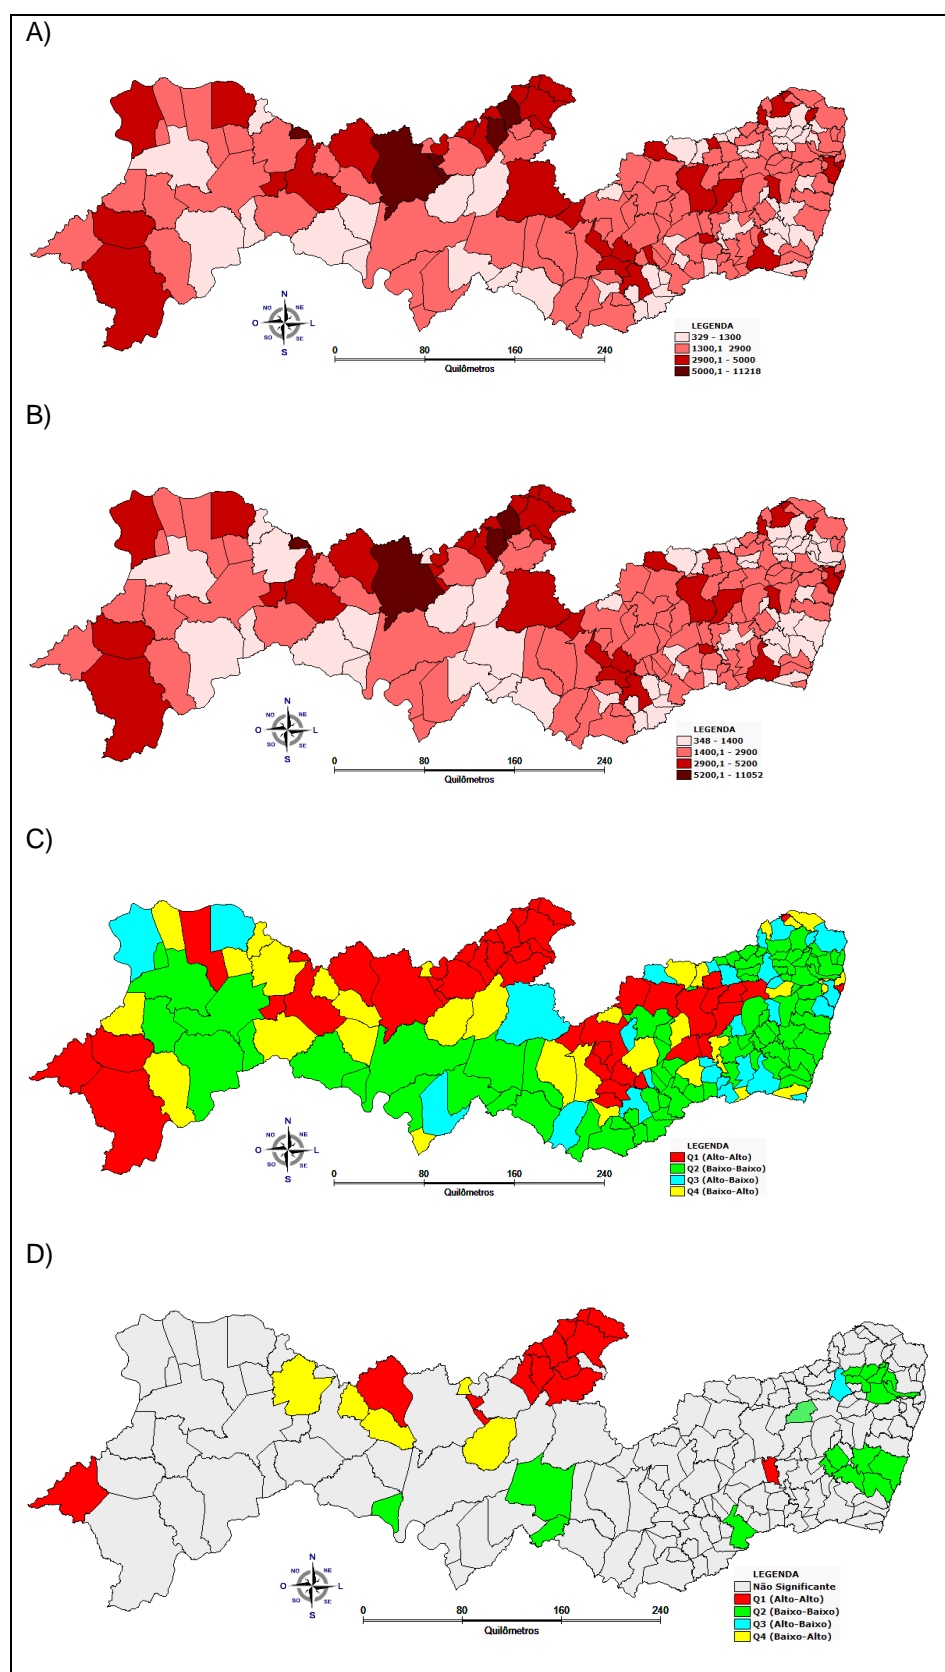 A)
N
NO
NE
O
L
SO
SE
S
0
80
160
240
Quilômetros
LEGENDA
329 - 1300
1300,1 2900
2900,1 - 5000
5000,1 - 11218
B)
N
NO
NE
O
L
SO
SE
S
0
80
160
240
Quilômetros
LEGENDA
348 - 1400
1400,1 - 2900
2900,1 - 5200
5200,1 - 11052
C)
N
NO
NE
O
L
SO
SE
S
0
80
160
240
Quilômetros
LEGENDA
Q1 (Alto-Alto)
Q2 (Baixo-Baixo)
Q3 (Alto-Baixo)
Q4 (Baixo-Alto)
D)
N
NO
NE
O
L
SO
SE
S
0
80
160
240
Quilômetros
LEGENDA
Não Significante
Q1 (Alto-Alto)
Q2 (Baixo-Baixo)
Q3 (Alto-Baixo)
Q4 (Baixo-Alto)